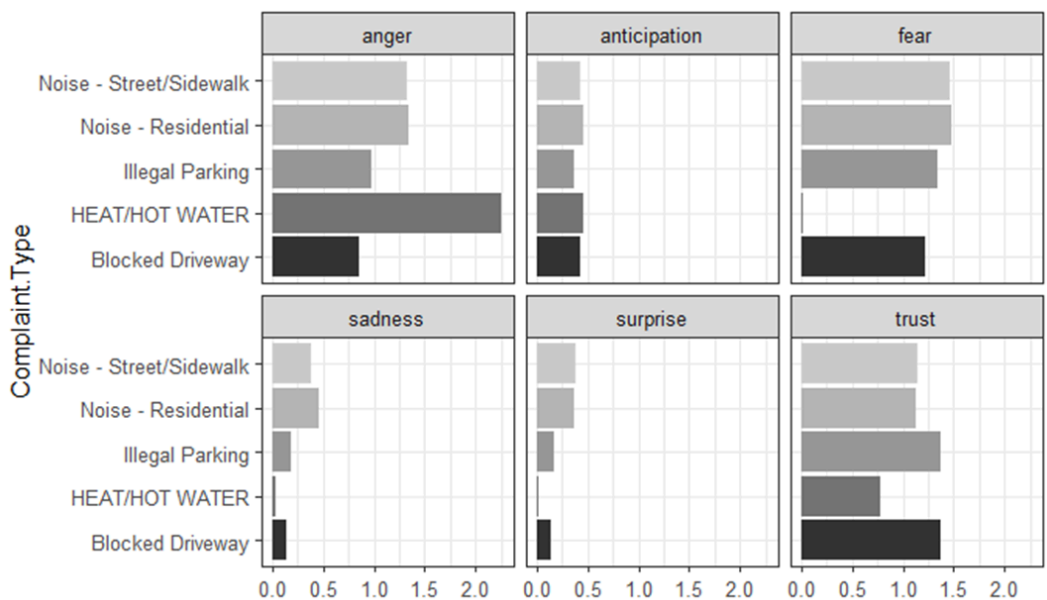 anger anticipation fear
Noise - Street/Sidewalk
Noise - Residential
Illegal Parking
HEAT/HOT WATER
Blocked Driveway
Complaint.Type
sadness surprise trust
Noise - Street/Sidewalk
Noise - Residential
Illegal Parking
HEAT/HOT WATER
Blocked Driveway
0.0 0.5 1.0 1.5 2.0 0.0 0.5 1.0 1.5 2.0 0.0 0.5 1.0 1.5 2.0